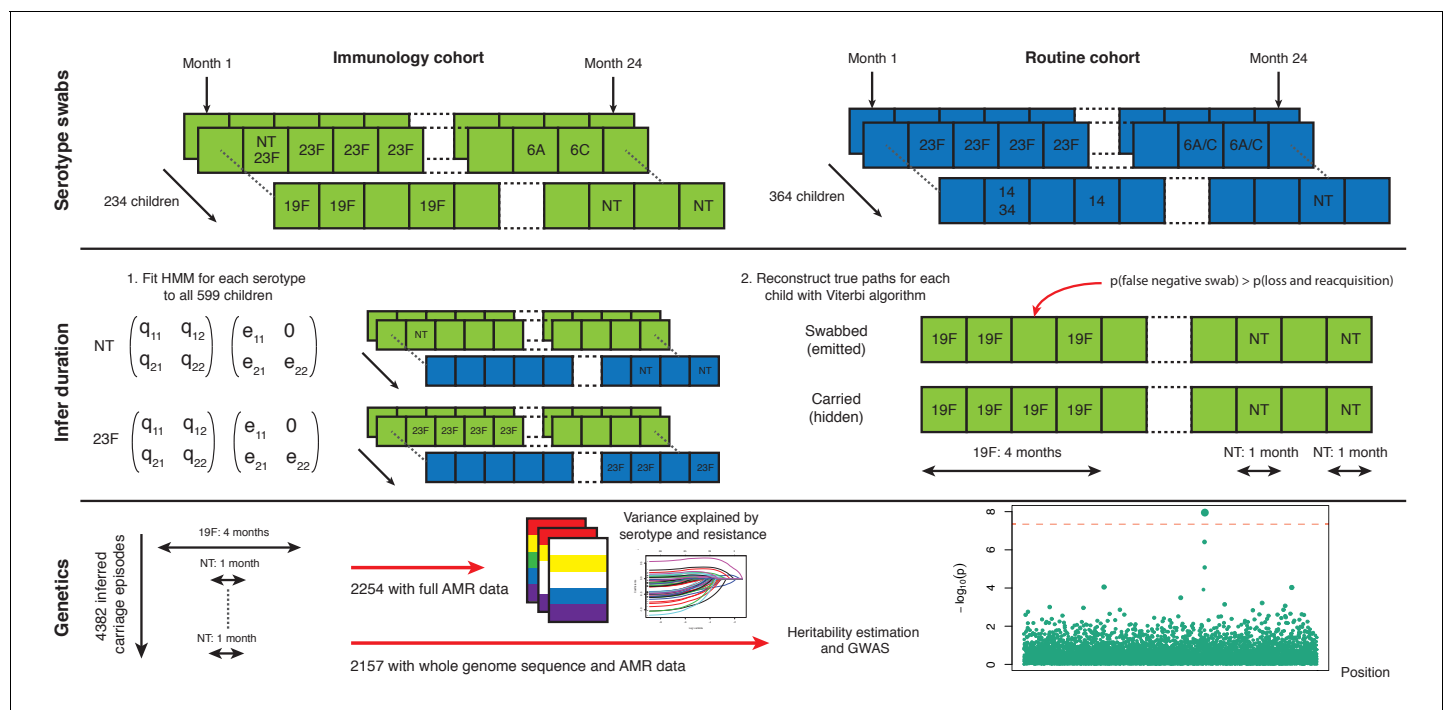 Serotype swabs
Immunology cohort
Month 1
Month 24
NT
23F
23F
23F
23F
6A
6C
234 children
19F
19F
19F
NT
NT
Routine cohort
Month 1
Month 24
23F
23F
23F
23F
6A/C
6A/C
364 children
14
34
14
NT
Infer duration
1. Fit HMM for each serotype
to all 599 children
NT
q11 q12
q21 q22
e11 0
e21 e22
NT
NT
NT
23F
q11 q12
q21 q22
e11 0
e21 e22
23F
23F
23F
23F
23F
23F
23F
2. Reconstruct true paths for each
child with Viterbi algorithm
p(false negative swab) > p(loss and reacquisition)
Swabbed
(emitted)
19F
19F
19F
NT
NT
Carried
(hidden)
19F
19F
19F
19F
NT
NT
19F: 4 months
NT: 1 month
NT: 1 month
Genetics
4382 inferred
carriage episodes
19F: 4 months
NT: 1 month
NT: 1 month
2254 with full AMR data
Variance explained by
serotype and resistance
2157 with whole genome sequence and AMR data
Heritability estimation
and GWAS
− log10(p)
8
6
4
2
0
Position